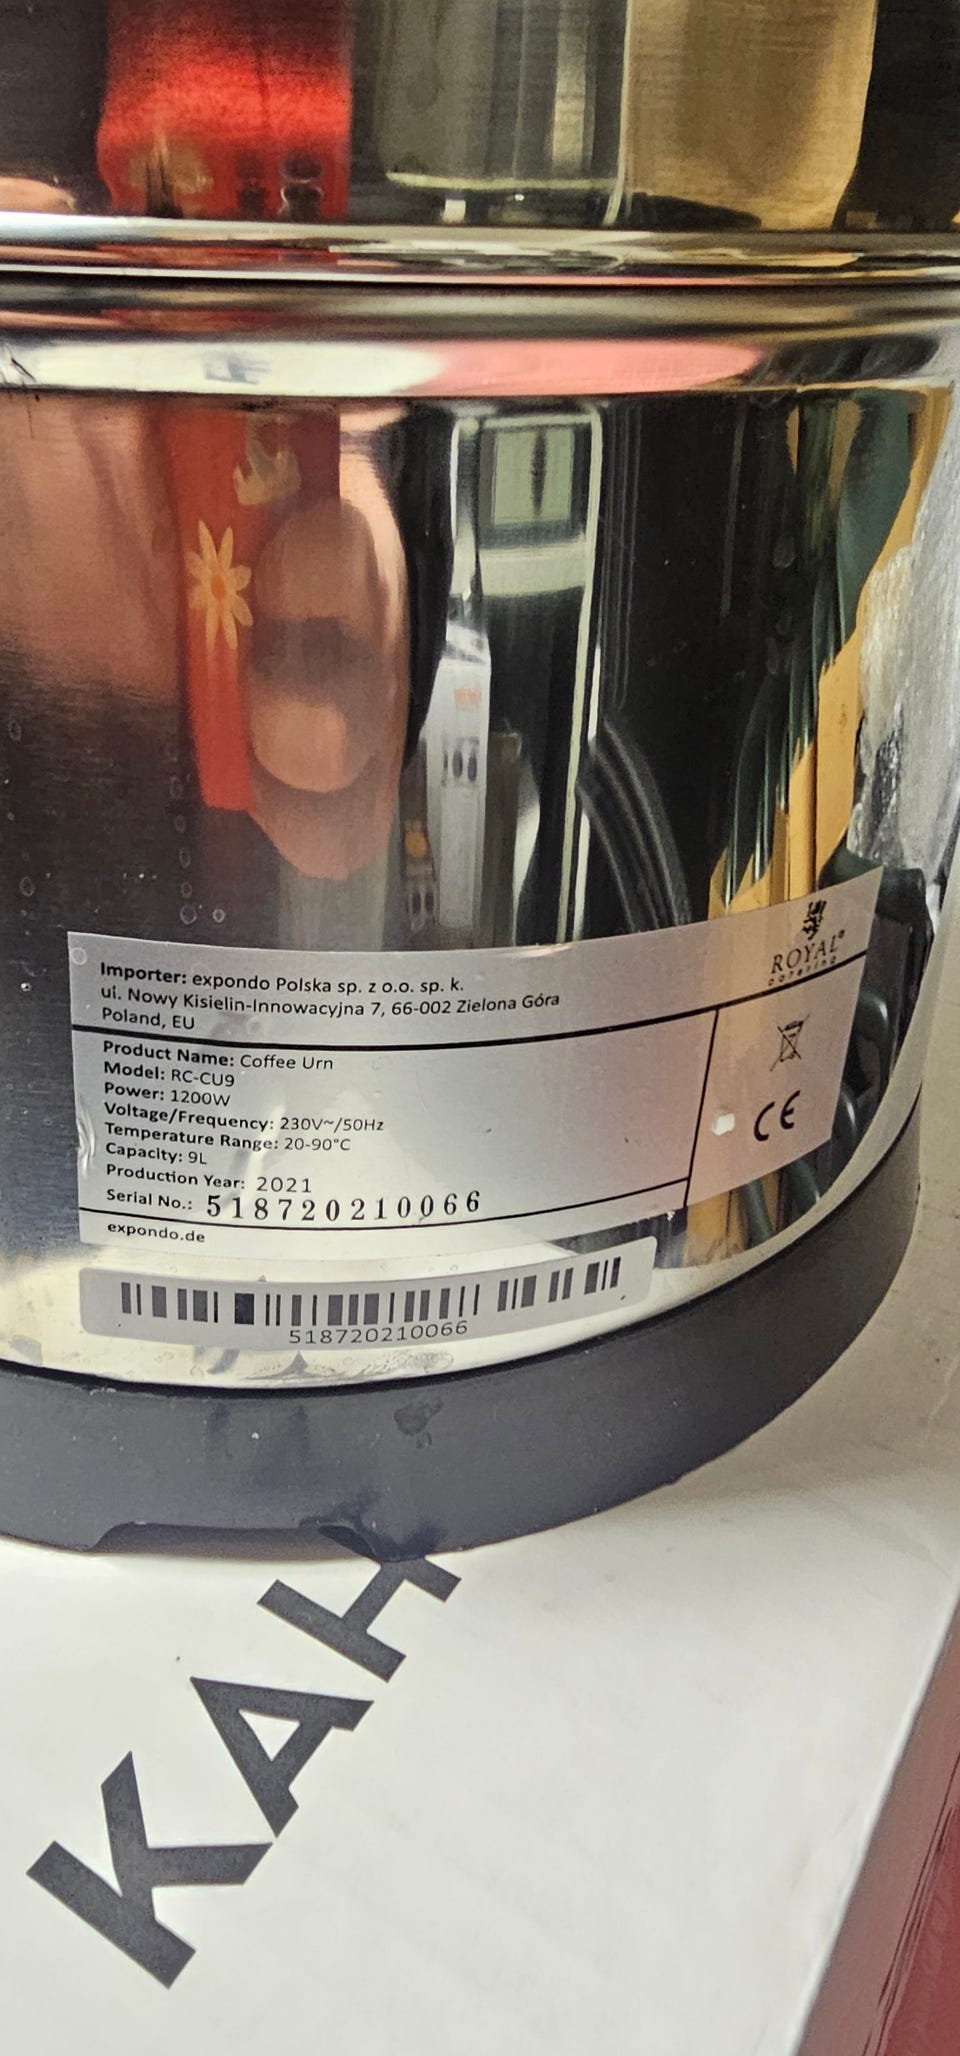 ROYAL®
catering
Importer: expondo Polska sp. z o.o. sp. k.
ul. Nowy Kisielin-Innowacyjna 7, 66-002 Zielona Góra
Poland, EU
Product Name: Coffee Urn
Model: RC-CU9
Power: 1200W
Voltage/Frequency: 230V~/50Hz
Temperature Range: 20-90°C
Capacity: 9L
Production Year: 2021
Serial No.: 518720210066
CE
expondo.de
518720210066
KAH